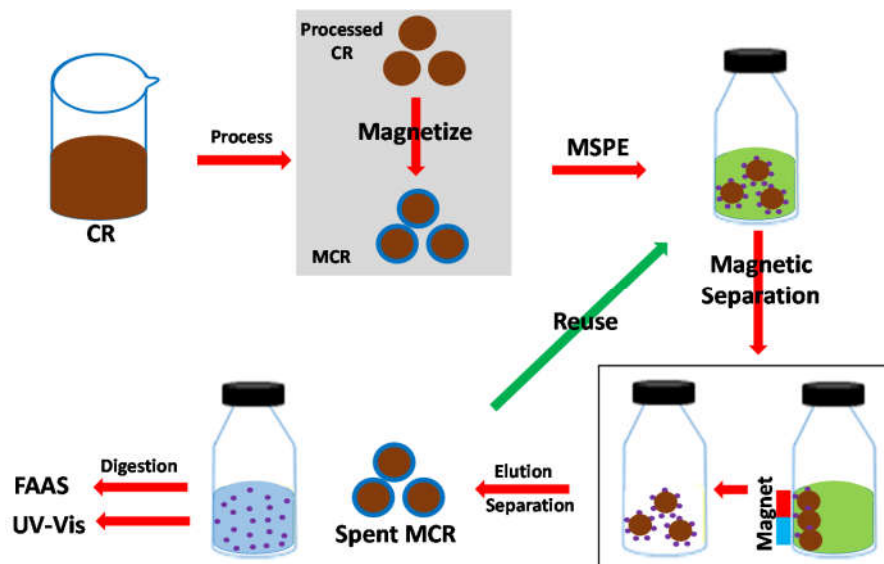 Processed
CR
Process
Magnetize
MSPE
CR
MCR
Magnetic
Separation
Reuse
Digestion
FAAS
UV-Vis
Elution
Separation
Spent MCR
Magnet